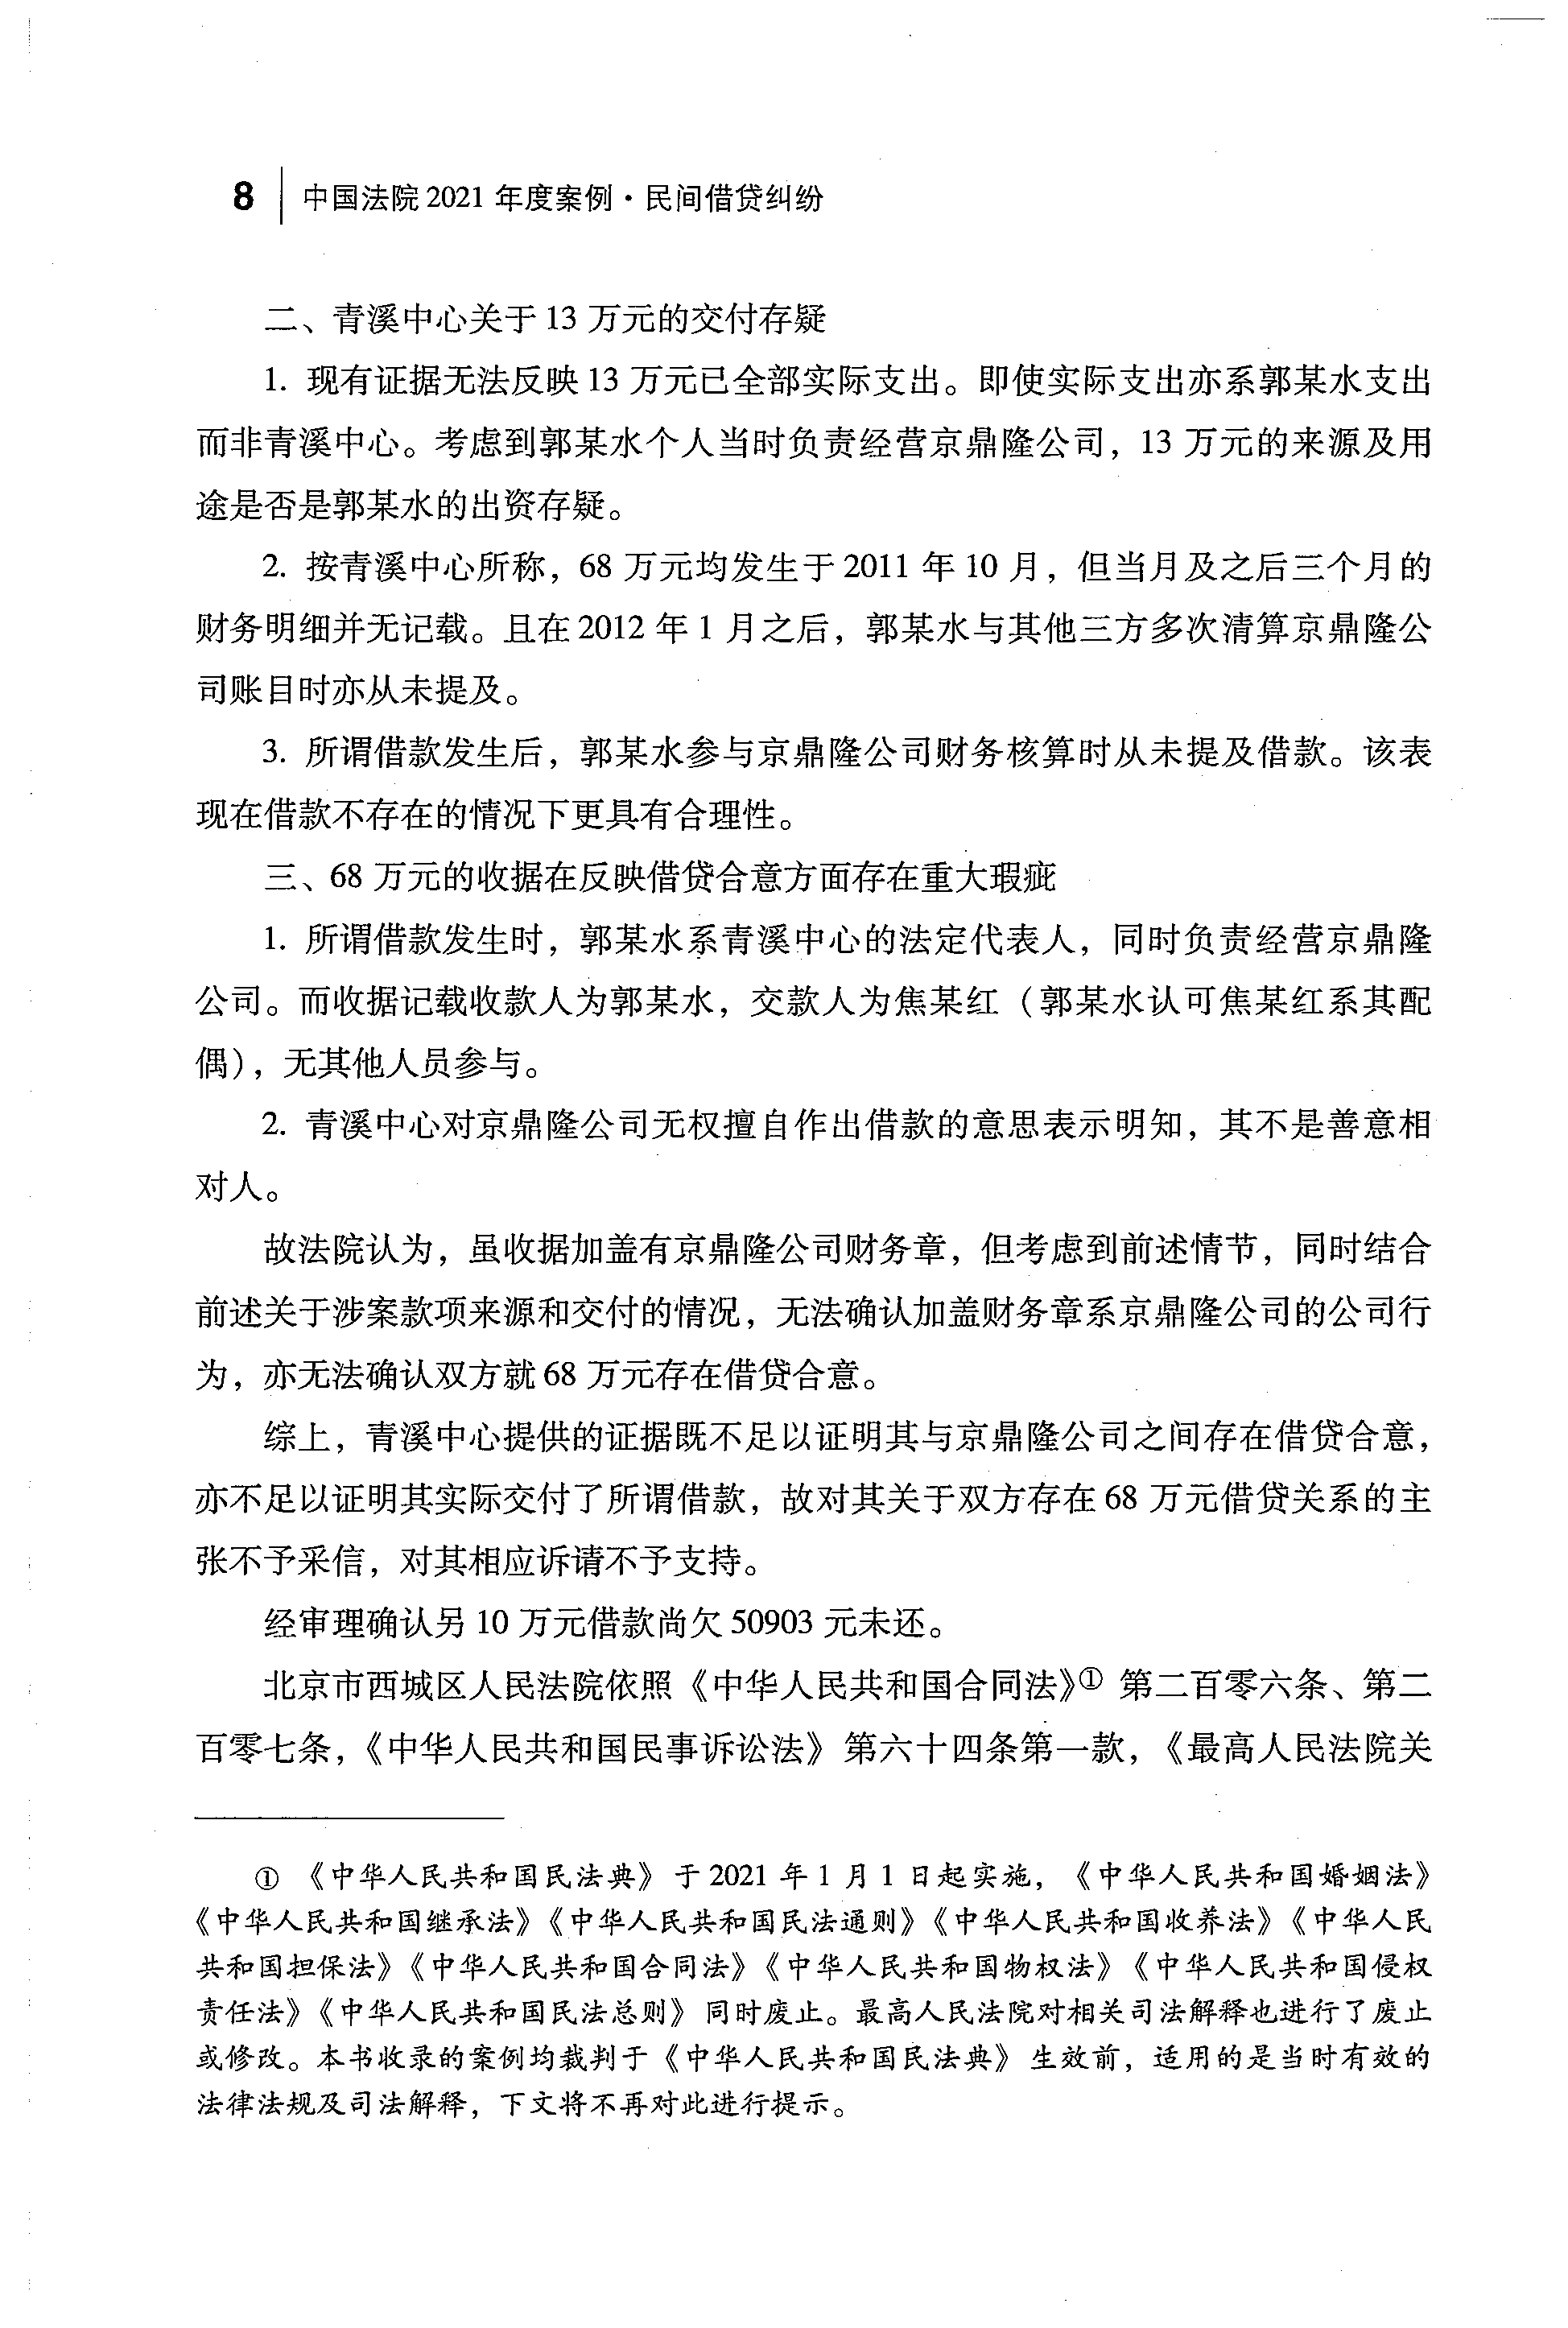 8 中国法院 2021 年度案例·民间借贷纠纷
二、青溪中心关于 13 万元的交付存疑
1. 现有证据无法反映 13 万元已全部实际支出。即使实际支出亦系郭某水支出
而非青溪中心。考虑到郭某水个人当时负责经营京鼎隆公司，13 万元的来源及用
途是否是郭某水的出资存疑。
2. 按青溪中心所称，68 万元均发生于 2011 年 10 月，但当月及之后三个月的
财务明细并无记载。且在 2012 年 1 月之后，郭某水与其他三方多次清算京鼎隆公
司账目时亦从未提及。
3. 所谓借款发生后，郭某水参与京鼎隆公司财务核算时从未提及借款。该表
现在借款不存在的情况下更具有合理性。
三、68 万元的收据在反映借贷合意方面存在重大瑕疵
1. 所谓借款发生时，郭某水系青溪中心的法定代表人，同时负责经营京鼎隆
公司。而收据记载收款人为郭某水，交款人为焦某红（郭某水认可焦某红系其配
偶），无其他人员参与。
2. 青溪中心对京鼎隆公司无权擅自作出借款的意思表示明知，其不是善意相
对人。
故法院认为，虽收据加盖有京鼎隆公司财务章，但考虑到前述情节，同时结合
前述关于涉案款项来源和交付的情况，无法确认加盖财务章系京鼎隆公司的公司行
为，亦无法确认双方就 68 万元存在借贷合意。
综上，青溪中心提供的证据既不足以证明其与京鼎隆公司之间存在借贷合意，
亦不足以证明其实际交付了所谓借款，故对其关于双方存在 68 万元借贷关系的主
张不予采信，对其相应诉请不予支持。
经审理确认另 10 万元借款尚欠 50903 元未还。
北京市西城区人民法院依照《中华人民共和国合同法》① 第二百零六条、第二
百零七条，《中华人民共和国民事诉讼法》第六十四条第一款，《最高人民法院关
① 《中华人民共和国民法典》于 2021 年 1 月 1 日起实施，《中华人民共和国婚姻法》
《中华人民共和国继承法》《中华人民共和国民法通则》《中华人民共和国收养法》《中华人民
共和国担保法》《中华人民共和国合同法》《中华人民共和国物权法》《中华人民共和国侵权
责任法》《中华人民共和国民法总则》同时废止。最高人民法院对相关司法解释也进行了废止
或修改。本书收录的案例均裁判于《中华人民共和国民法典》生效前，适用的是当时有效的
法律法规及司法解释，下文将不再对此进行提示。